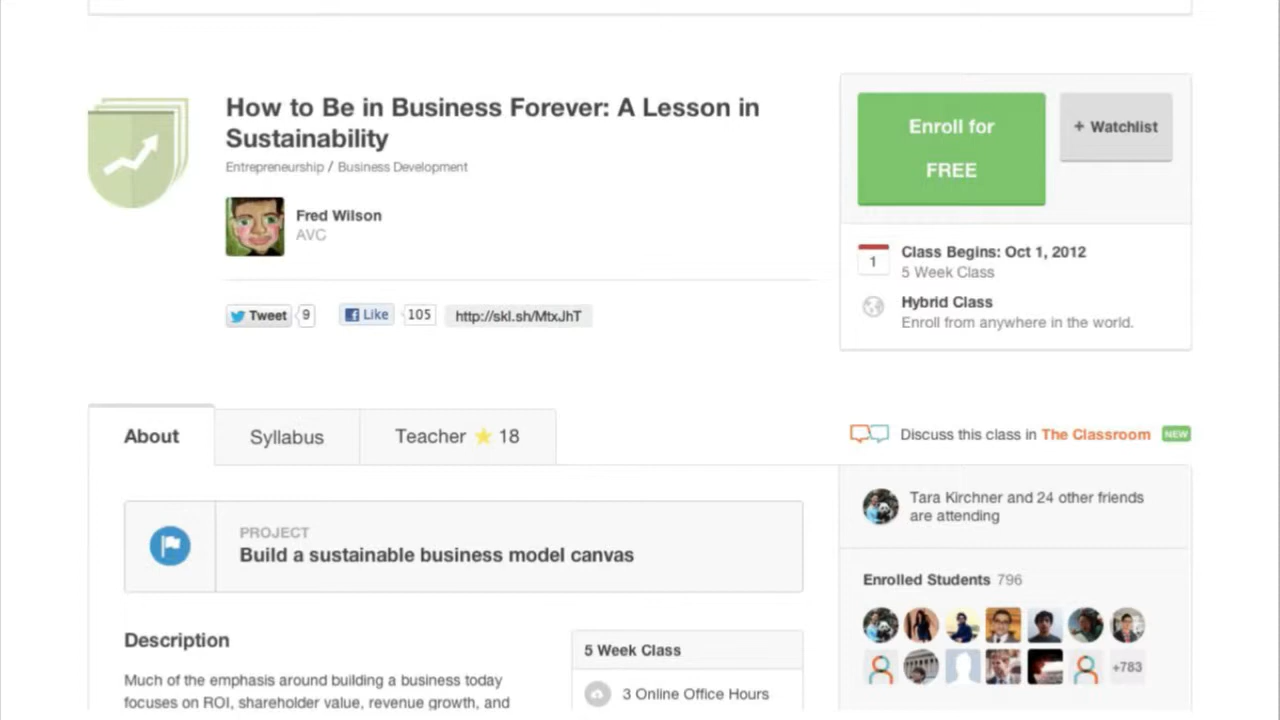 How to Be in Business Forever: A Lesson in
Sustainability
Entrepreneurship / Business Development
Fred Wilson
AVC
Tweet 9 Like 105 http://skl.sh/MtxJhT
Enroll for
FREE
+ Watchlist
1
Class Begins: Oct 1, 2012
5 Week Class
Hybrid Class
Enroll from anywhere in the world.
About Syllabus Teacher 18
Discuss this class in The Classroom NEW
PROJECT
Build a sustainable business model canvas
Description
Much of the emphasis around building a business today
focuses on ROI, shareholder value, revenue growth, and
5 Week Class
3 Online Office Hours
Tara Kirchner and 24 other friends
are attending
Enrolled Students 796
+783